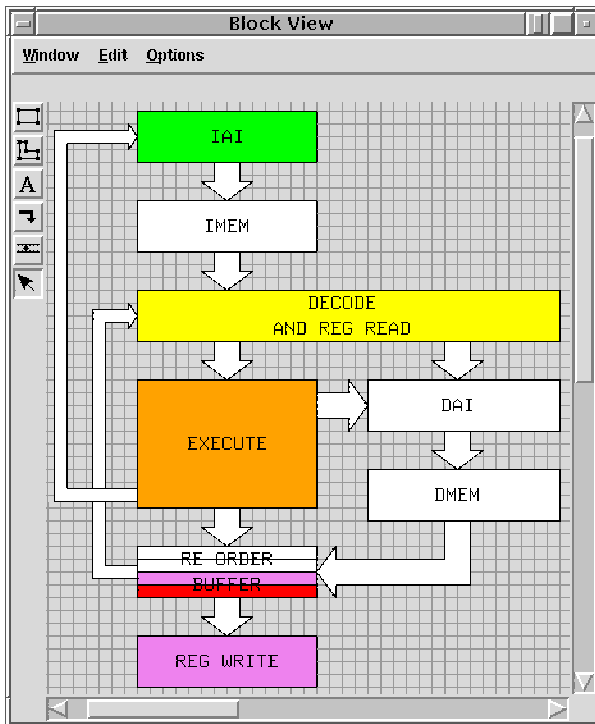 Block View
Window Edit Options
A
IAI
IMEM
DECODE
AND REG READ
EXECUTE
DAI
DMEM
RE ORDER
BUFFER
REG WRITE